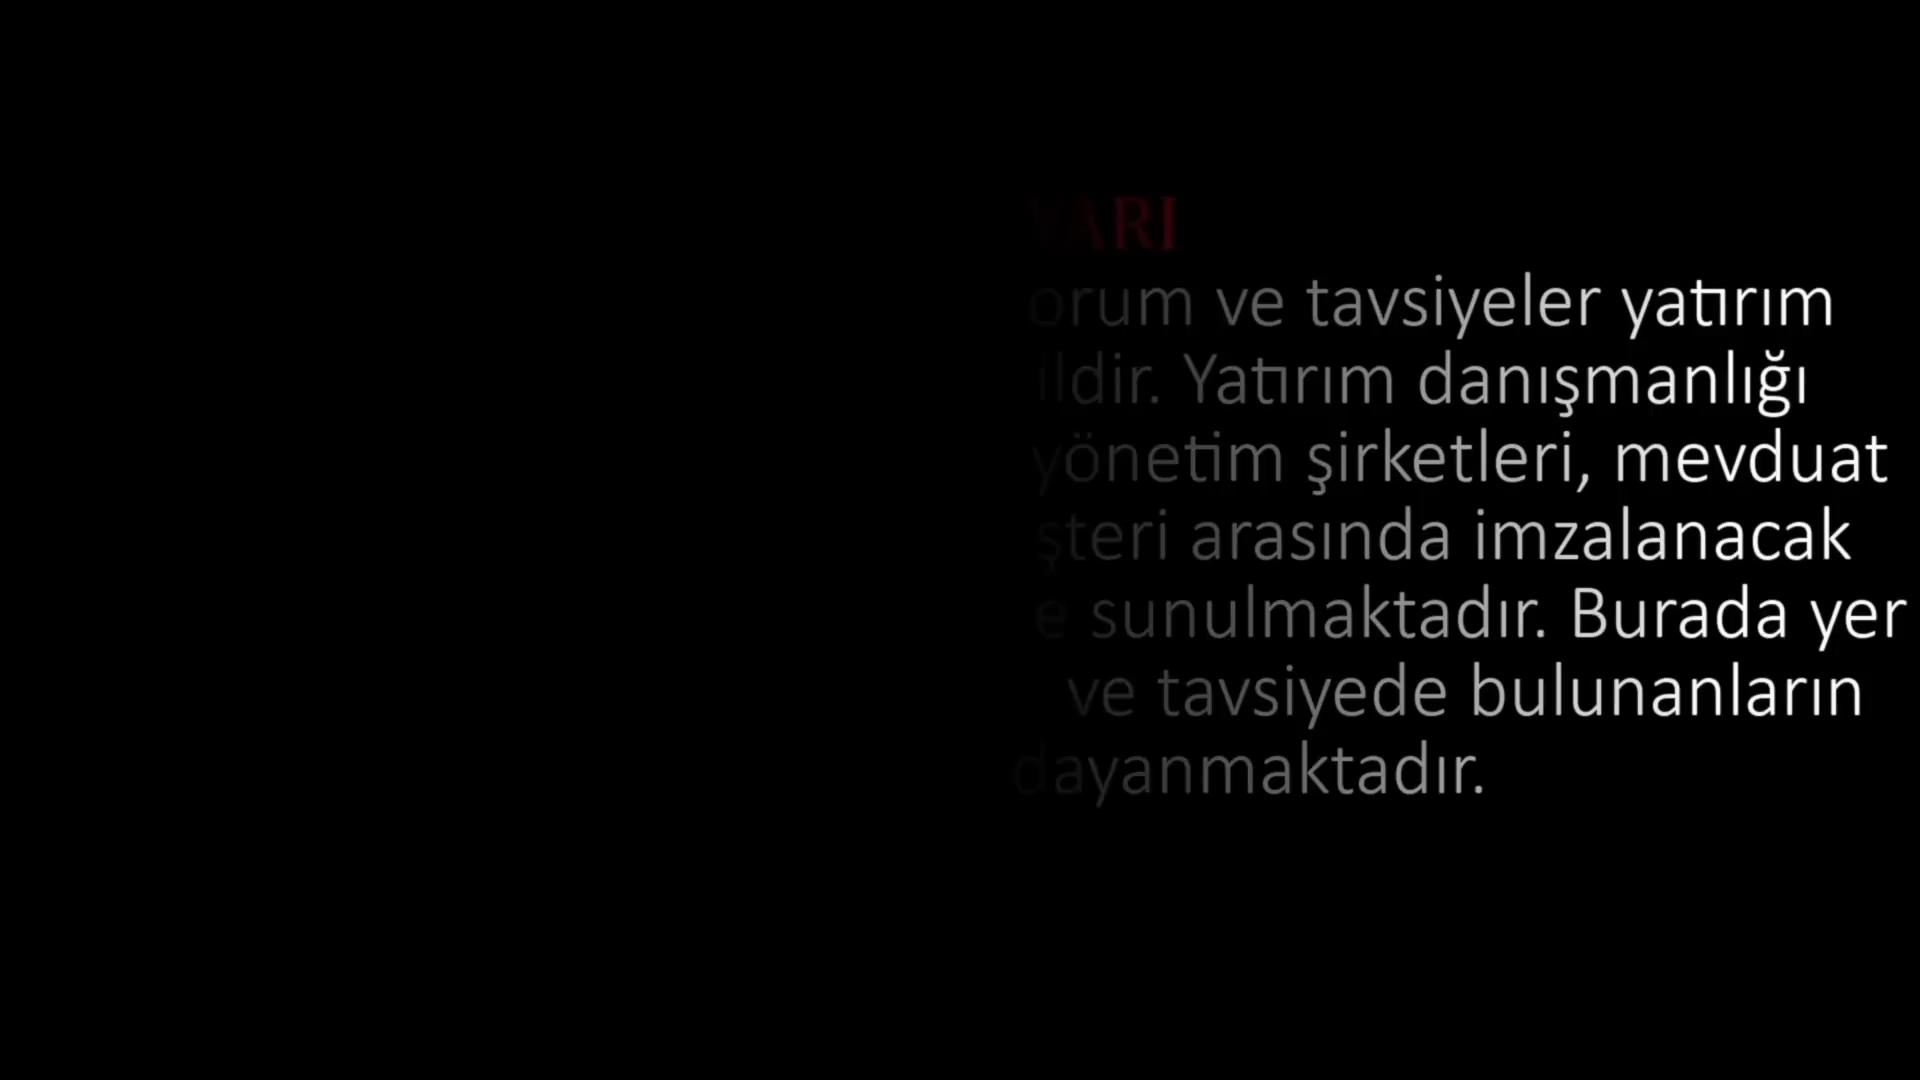 YARI
orum ve tavsiyeler yatırım
ildir. Yatırım danışmanlığı
yönetim şirketleri, mevduat
şteri arasında imzalanacak
e sunulmaktadır. Burada yer
ve tavsiyede bulunanların
dayanmaktadır.